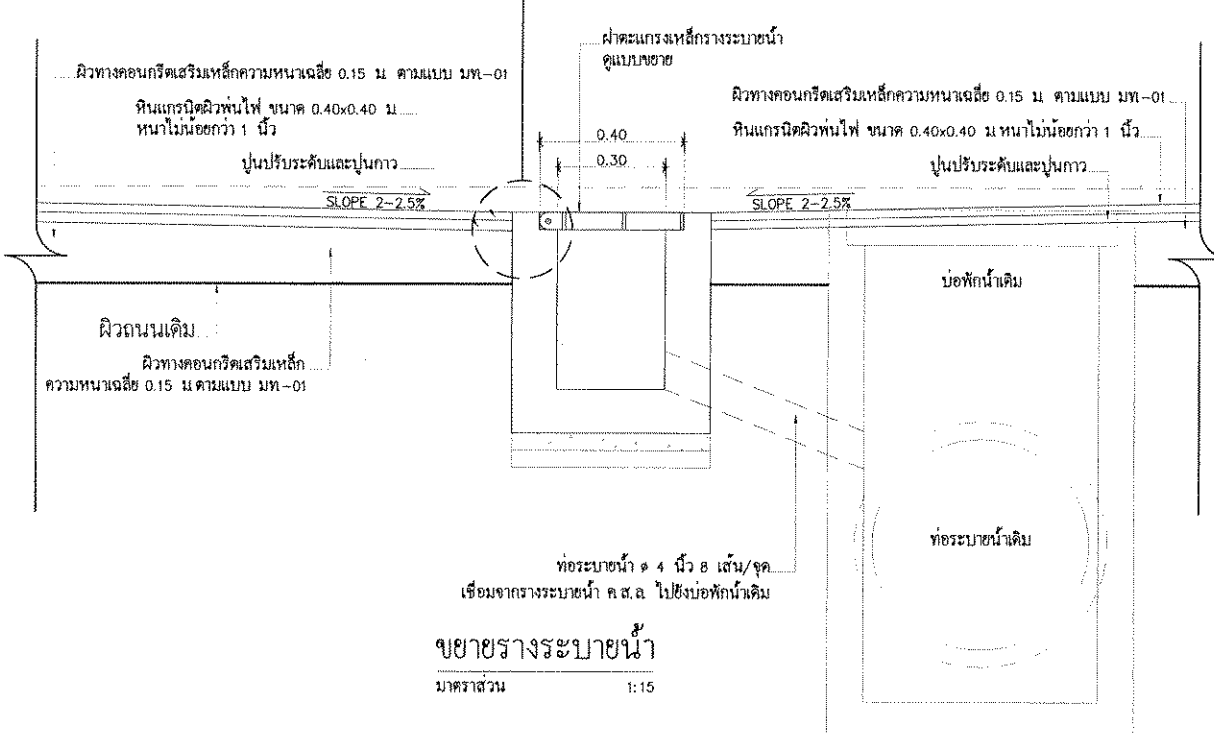 ฝาตะแกรงเหล็กรางระบายน้ำ
ดูแบบขยาย
ผิวทางคอนกรีตเสริมเหล็กความหนาเฉลี่ย 0.15 ม. ตามแบบ มท-01
หินแกรนิตผิวพ่นไฟ ขนาด 0.40x0.40 ม
หนาไม่น้อยกว่า 1 นิ้ว
ปูนปรับระดับและปูนกาว
SLOPE 2-2.5%
0.40
0.30
ผิวทางคอนกรีตเสริมเหล็กความหนาเฉลี่ย 0.15 ม. ตามแบบ มท-01
หินแกรนิตผิวพ่นไฟ ขนาด 0.40x0.40 ม หนาไม่น้อยกว่า 1 นิ้ว
ปูนปรับระดับและปูนกาว
SLOPE 2-2.5%
บ่อพักน้ำเดิม
ผิวถนนเดิม
ผิวทางคอนกรีตเสริมเหล็ก
ความหนาเฉลี่ย 0.15 ม ตามแบบ มท-01
ท่อระบายน้ำเดิม
ท่อระบายน้ำ ø 4 นิ้ว 8 เส้น/จุด
เชื่อมจากรางระบายน้ำ ค.ส.ล. ไปยังบ่อพักน้ำเดิม
ขยายรางระบายน้ำ
มาตราส่วน 1:15